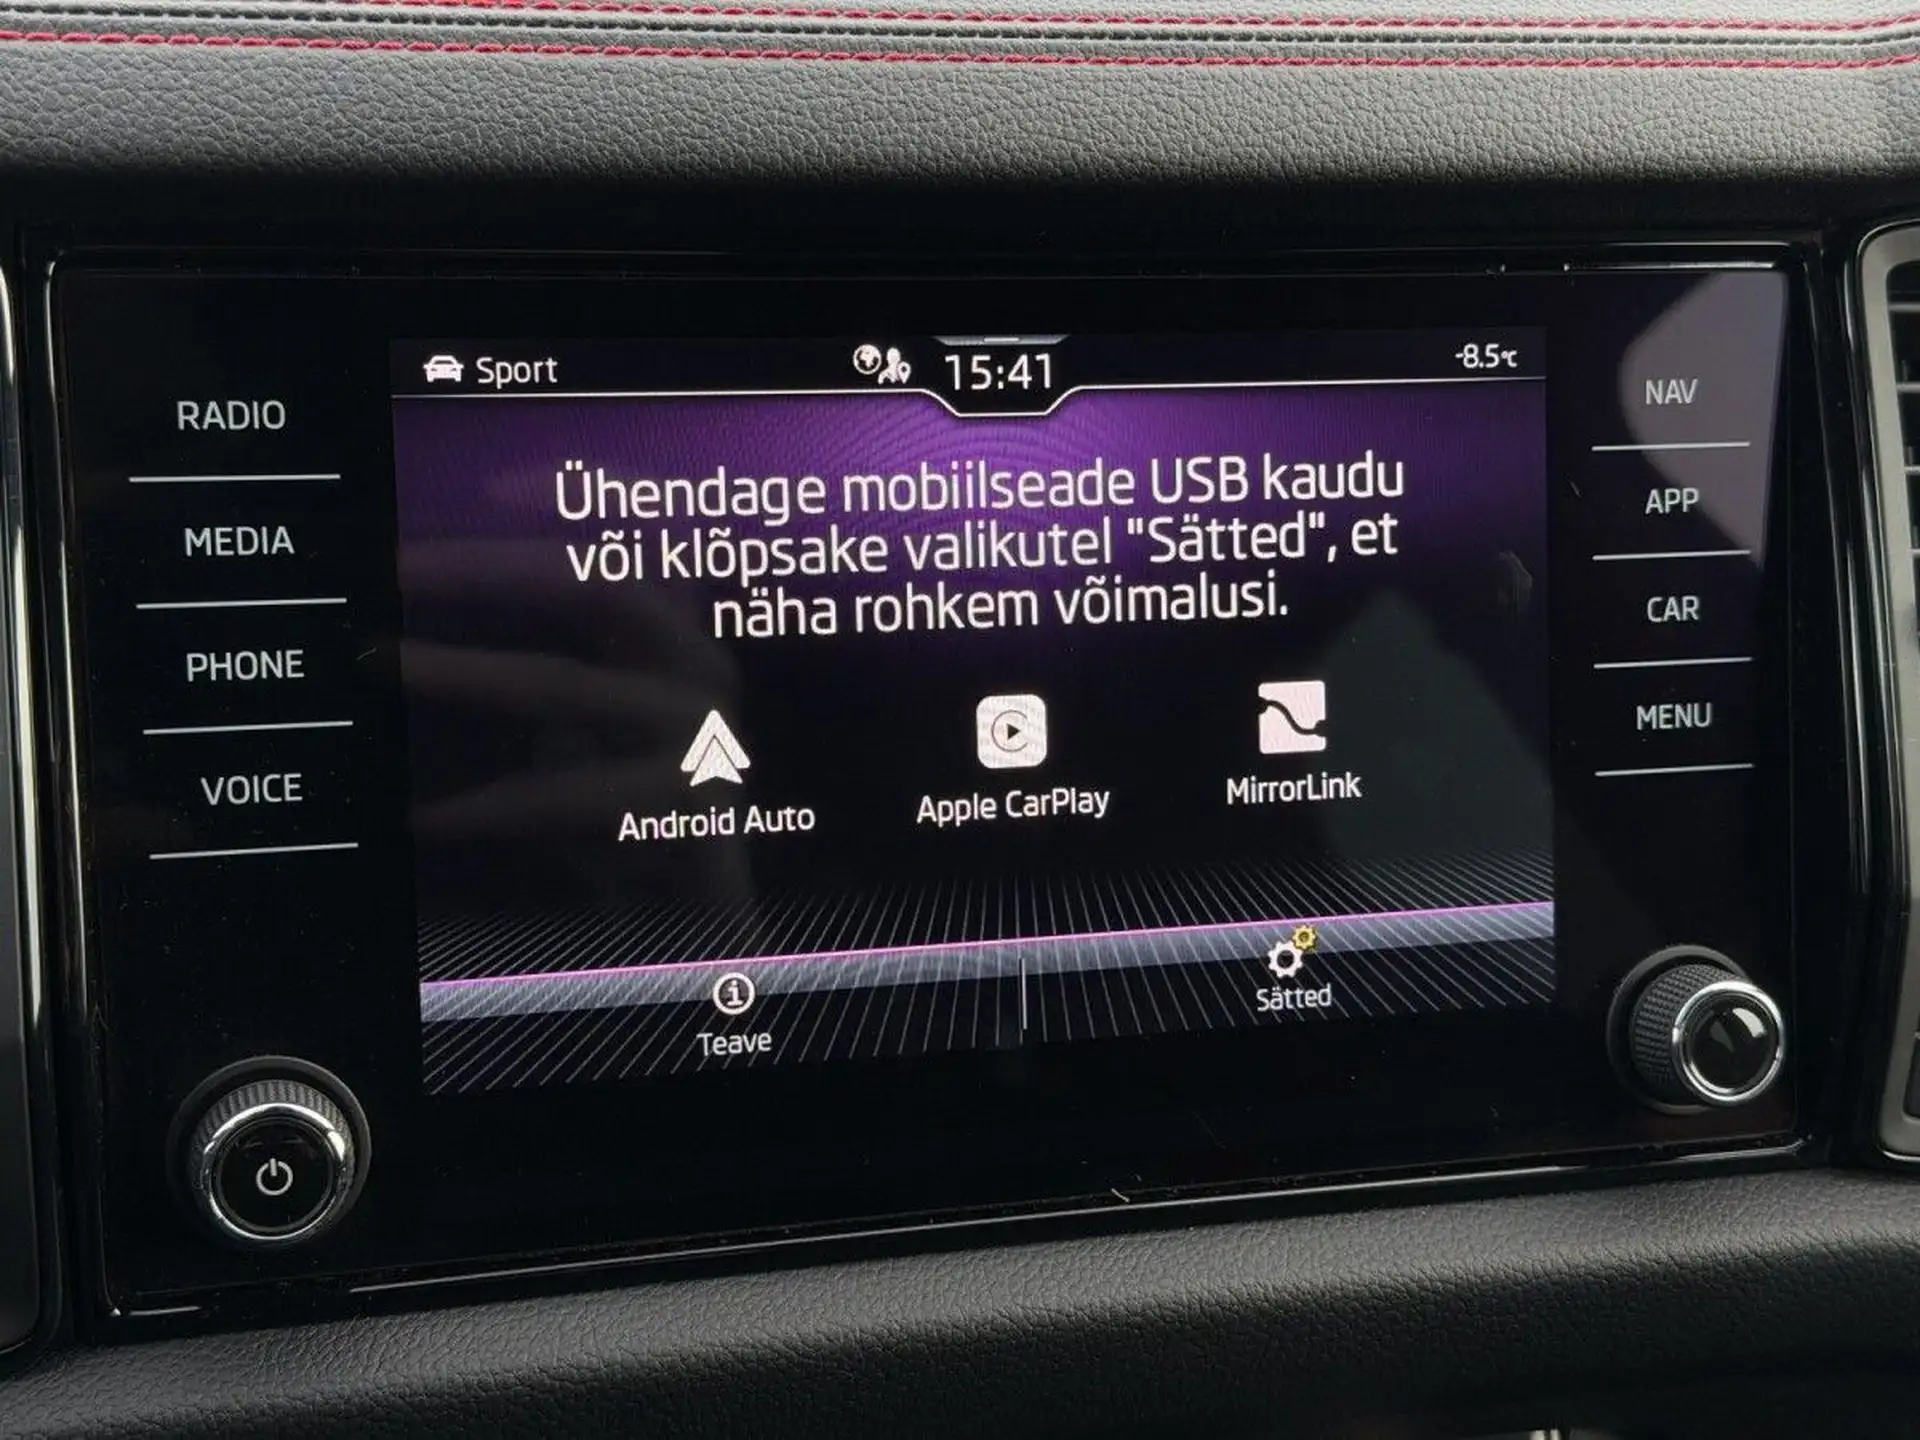 Sport
15:41
-8.5°C
RADIO
MEDIA
PHONE
VOICE
Ühendage mobiilseade USB kaudu
või klõpsake valikutel "Sätted", et
näha rohkem võimalusi.
Android Auto
Apple CarPlay
MirrorLink
Teave
Sätted
NAV
APP
CAR
MENU